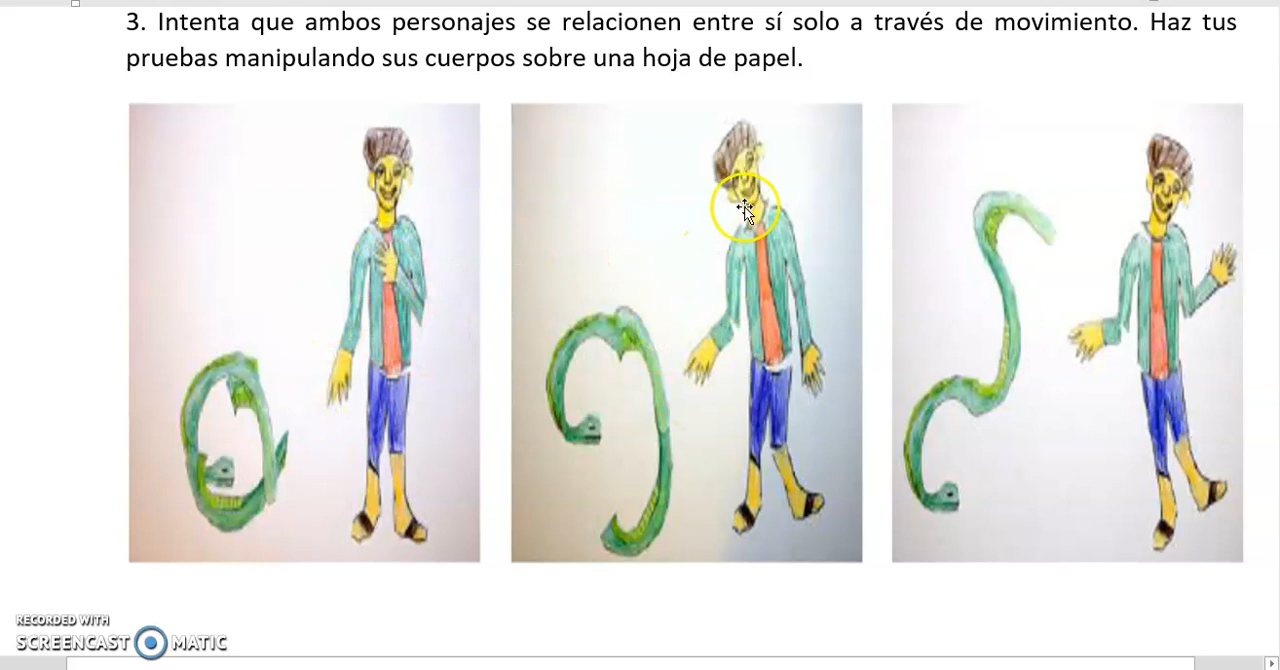 3. Intenta que ambos personajes se relacionen entre sí solo a través de movimiento. Haz tus
pruebas manipulando sus cuerpos sobre una hoja de papel.
RECORDED WITH
SCREENCAST MATIC